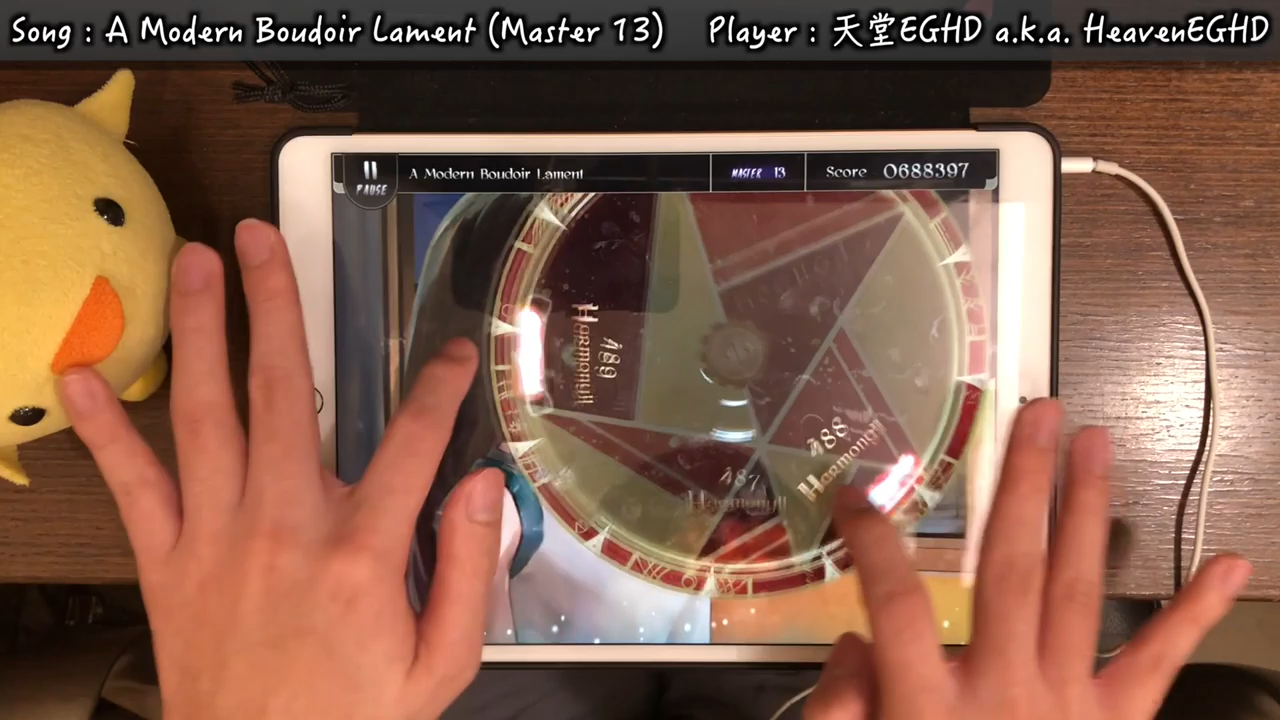 Song : A Modern Boudoir Lament (Master 13) Player : 天堂EGHD a.k.a. HeavenEGHD
PAUSE
A Modern Boudoir Lament
MASTER 13
Score 0688397
489
Harmony!!
488
Harmony!!
487
Harmony!!